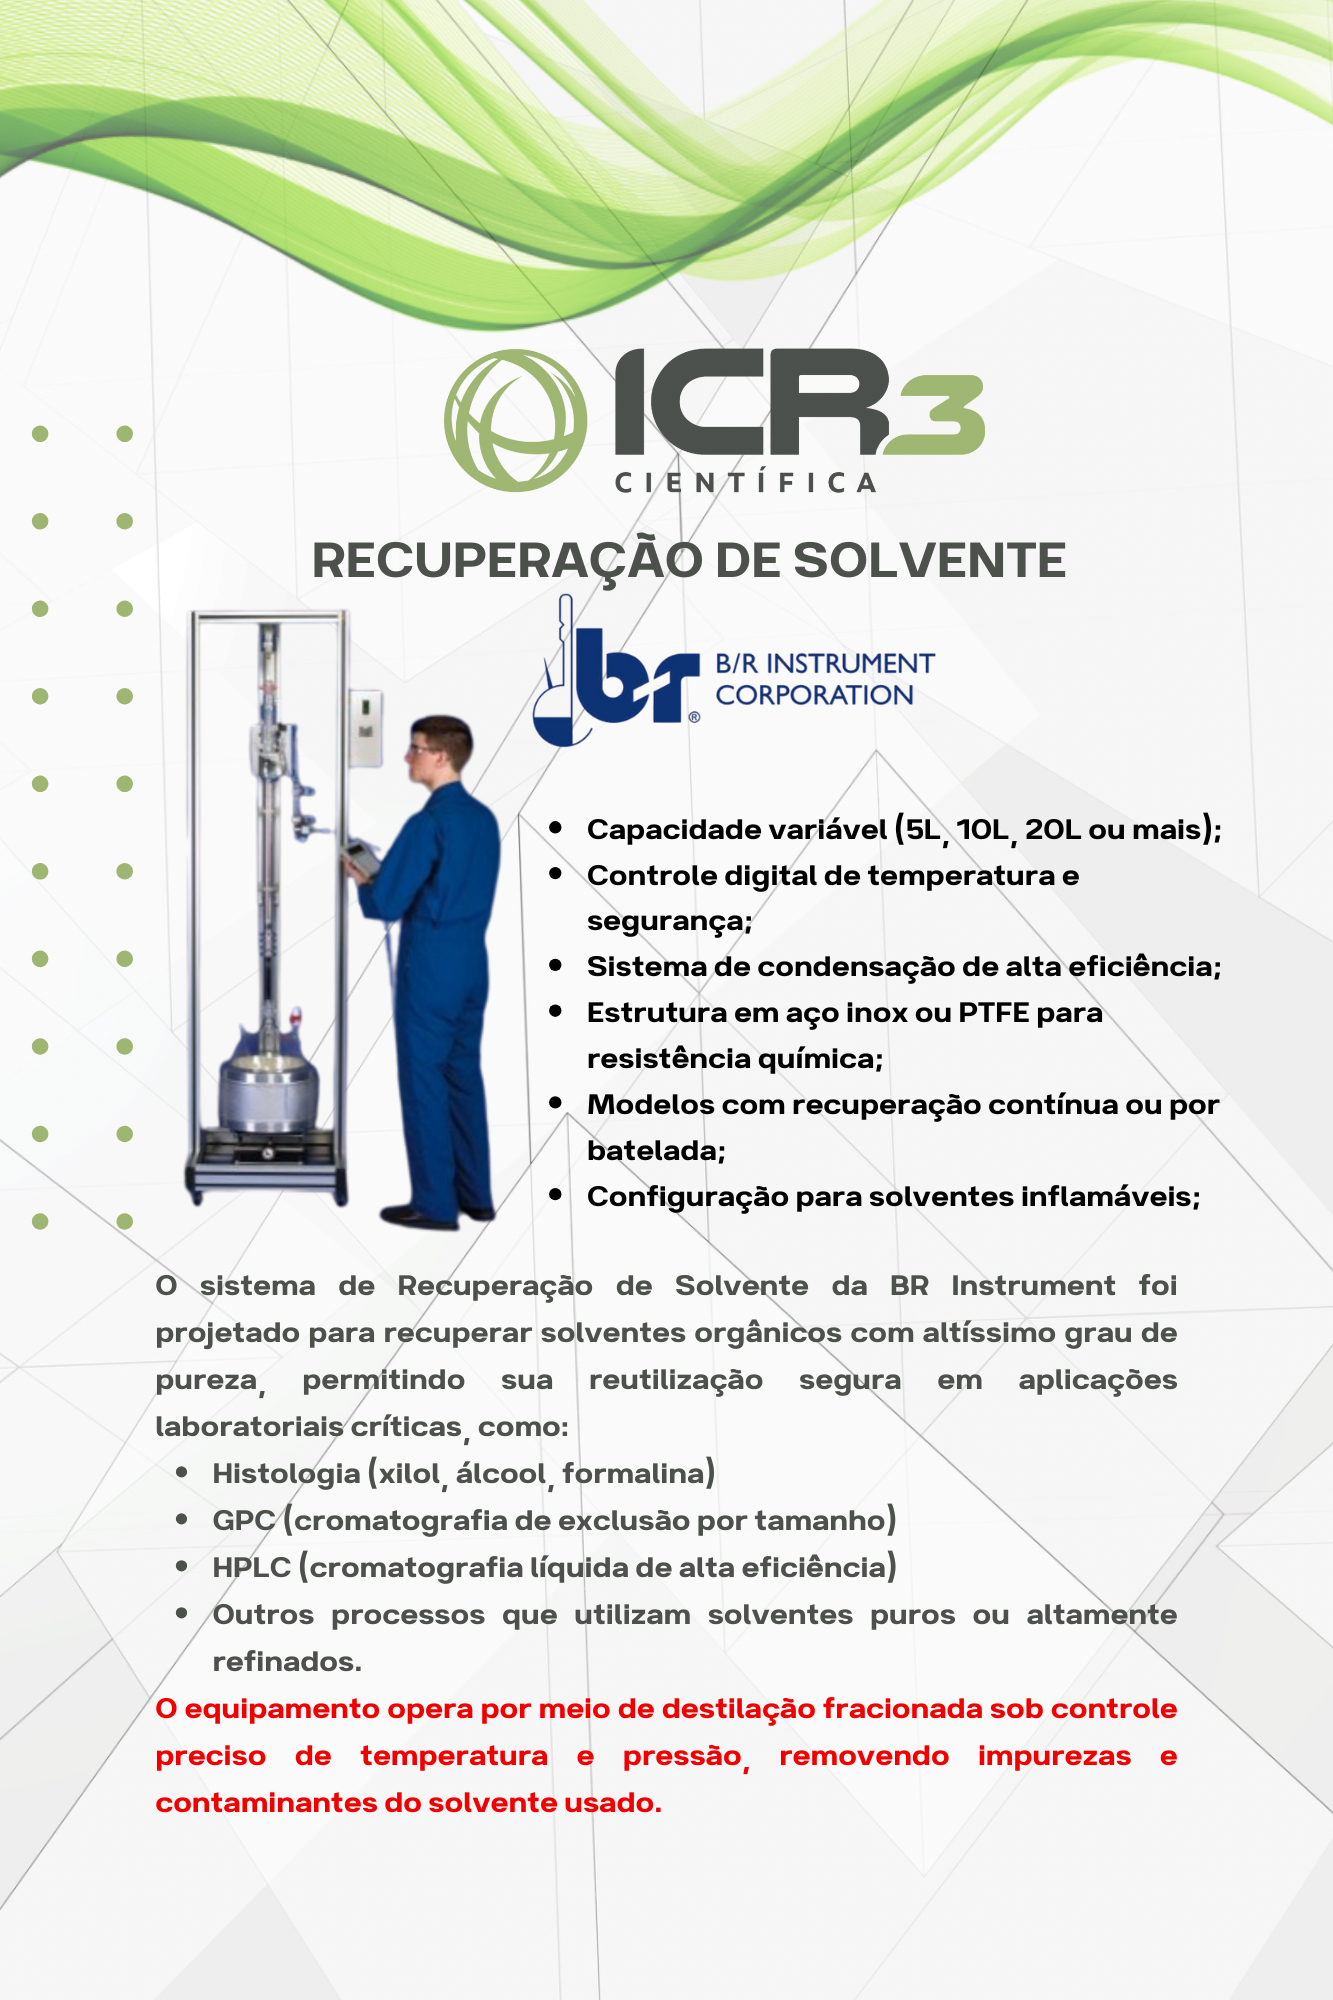 ICR3
CIENTÍFICA
RECUPERAÇÃO DE SOLVENTE
br®
B/R INSTRUMENT
CORPORATION
• Capacidade variável (5L, 10L, 20L ou mais);
• Controle digital de temperatura e
segurança;
• Sistema de condensação de alta eficiência;
• Estrutura em aço inox ou PTFE para
resistência química;
• Modelos com recuperação contínua ou por
batelada;
• Configuração para solventes inflamáveis;
O sistema de Recuperação de Solvente da BR Instrument foi
projetado para recuperar solventes orgânicos com altíssimo grau de
pureza, permitindo sua reutilização segura em aplicações
laboratoriais críticas, como:
• Histologia (xilol, álcool, formalina)
• GPC (cromatografia de exclusão por tamanho)
• HPLC (cromatografia líquida de alta eficiência)
• Outros processos que utilizam solventes puros ou altamente
refinados.
O equipamento opera por meio de destilação fracionada sob controle
preciso de temperatura e pressão, removendo impurezas e
contaminantes do solvente usado.